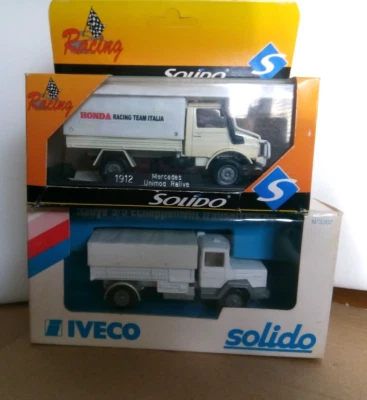 Racing
SOLIDO
S
Racing
HONDA RACING TEAM ITALIA
1912 Mercedes
Unimog Rallye
S
SOLIDO
IVECO
solido